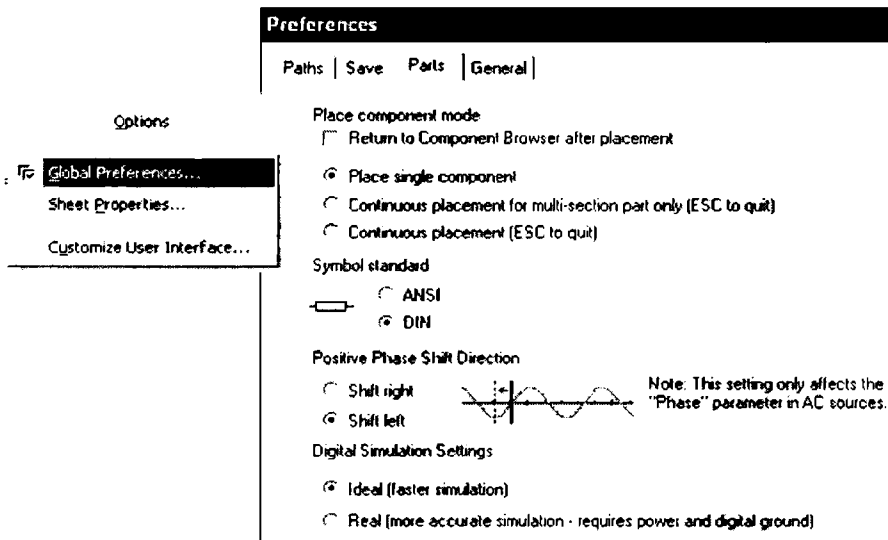 Preferences
Paths | Save Parts | General |
Options
Global Preferences...
Sheet Properties...
Customize User Interface...
Place component mode
Return to Component Browser after placement
Place single component
Continuous placement for multi-section part only (ESC to quit)
Continuous placement (ESC to quit)
Symbol standard
ANSI
DIN
Positive Phase Shift Direction
Shift right
Shift left
Note: This setting only affects the
"Phase" parameter in AC sources.
Digital Simulation Settings
Ideal (faster simulation)
Real (more accurate simulation - requires power and digital ground)